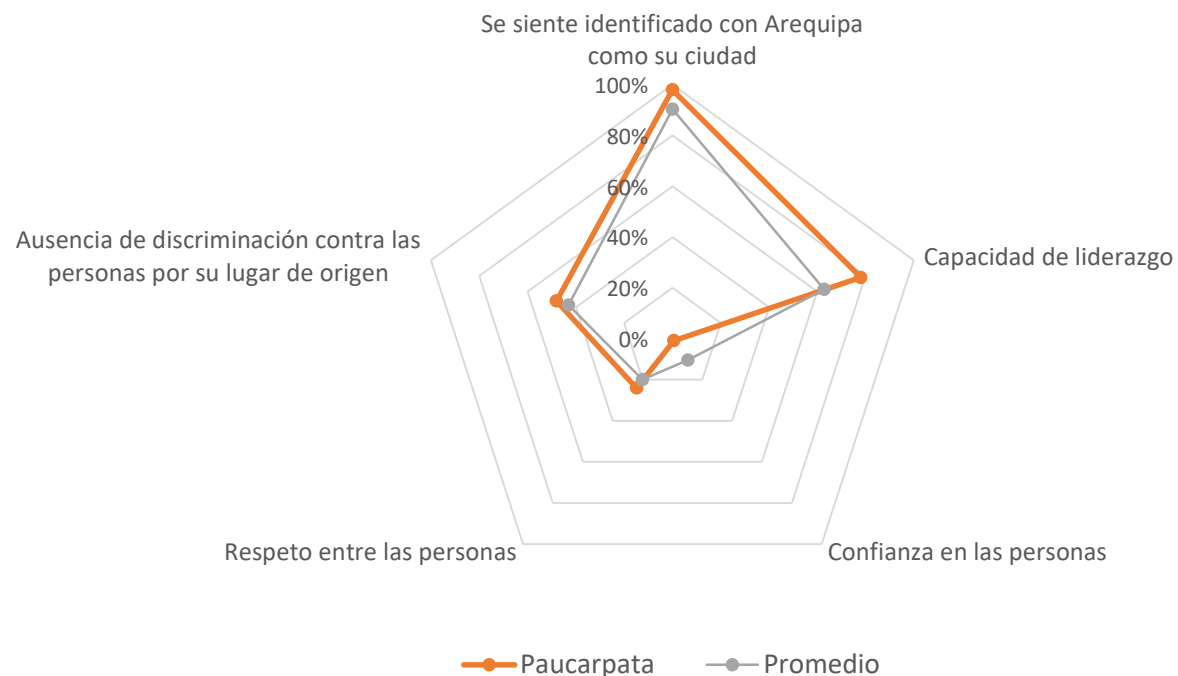 Se siente identificado con Arequipa
como su ciudad
100%
80%
60%
40%
20%
0%
Ausencia de discriminación contra las
personas por su lugar de origen
Capacidad de liderazgo
Respeto entre las personas
Confianza en las personas
Paucarpata
Promedio